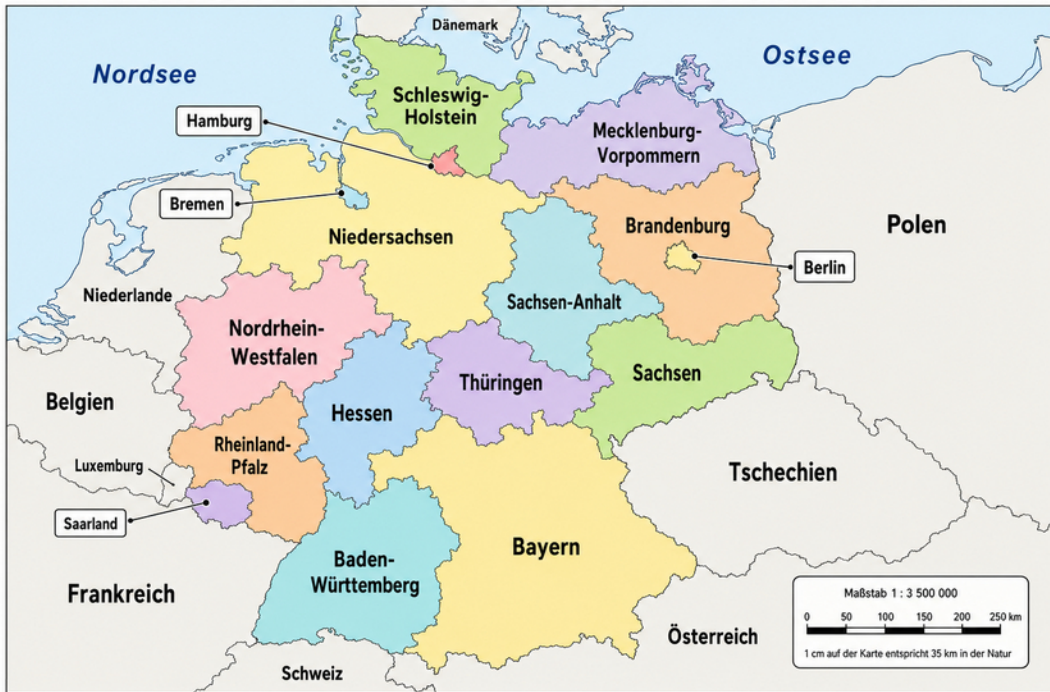 Dänemark
Nordsee
Ostsee
Schleswig-
Holstein
Hamburg
Mecklenburg-
Vorpommern
Bremen
Niedersachsen
Brandenburg
Polen
Berlin
Niederlande
Sachsen-Anhalt
Nordrhein-
Westfalen
Thüringen
Sachsen
Belgien
Hessen
Rheinland-
Pfalz
Luxemburg
Tschechien
Saarland
Bayern
Baden-
Württemberg
Frankreich
Österreich
Schweiz
Maßstab 1 : 3 500 000
0 50 100 150 200 250 km
1 cm auf der Karte entspricht 35 km in der Natur